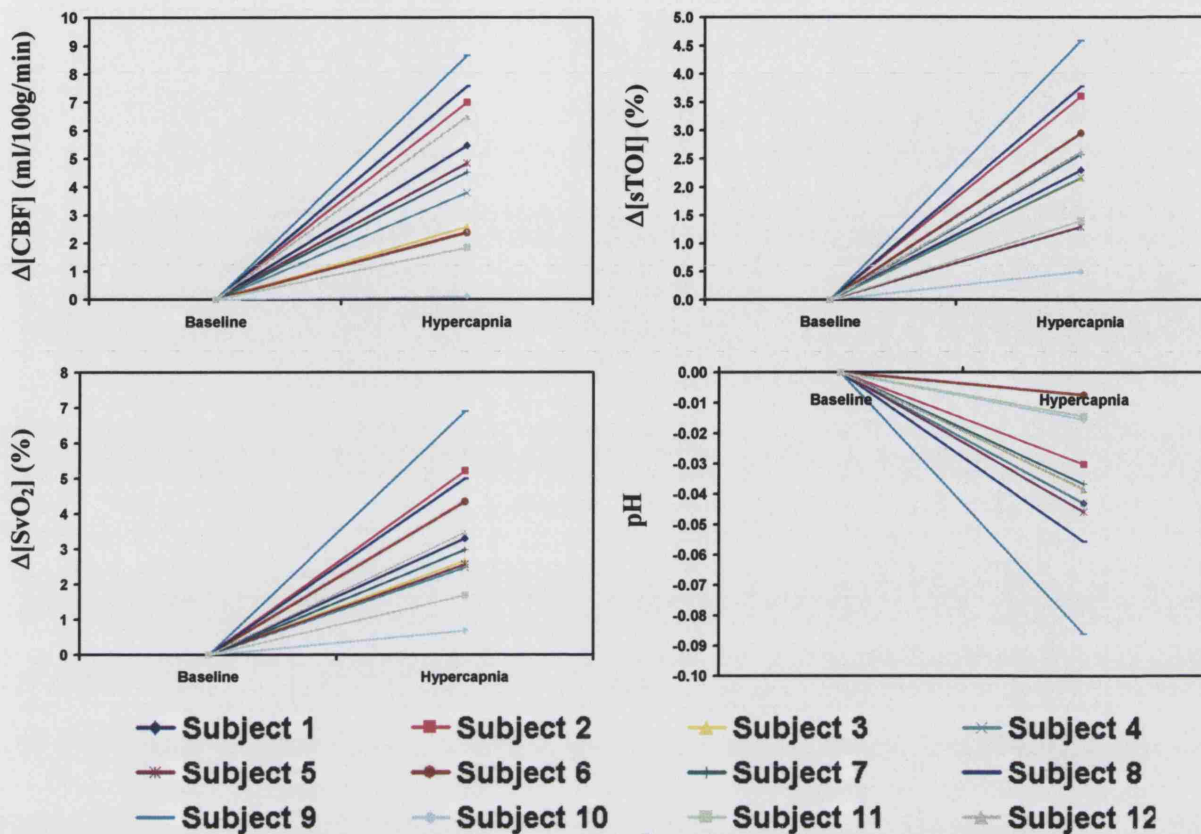 Δ[CBF] (ml/100g/min)
10
9
8
7
6
5
4
3
2
1
0
Baseline
Hypercapnia
Δ[sTOI] (%)
5.0
4.5
4.0
3.5
3.0
2.5
2.0
1.5
1.0
0.5
0.0
Baseline
Hypercapnia
Δ[SvO₂] (%)
8
7
6
5
4
3
2
1
0
Baseline
Hypercapnia
pH
0.00
-0.01
-0.02
-0.03
-0.04
-0.05
-0.06
-0.07
-0.08
-0.09
-0.10
Baseline
Hypercapnia
Subject 1
Subject 2
Subject 3
Subject 4
Subject 5
Subject 6
Subject 7
Subject 8
Subject 9
Subject 10
Subject 11
Subject 12